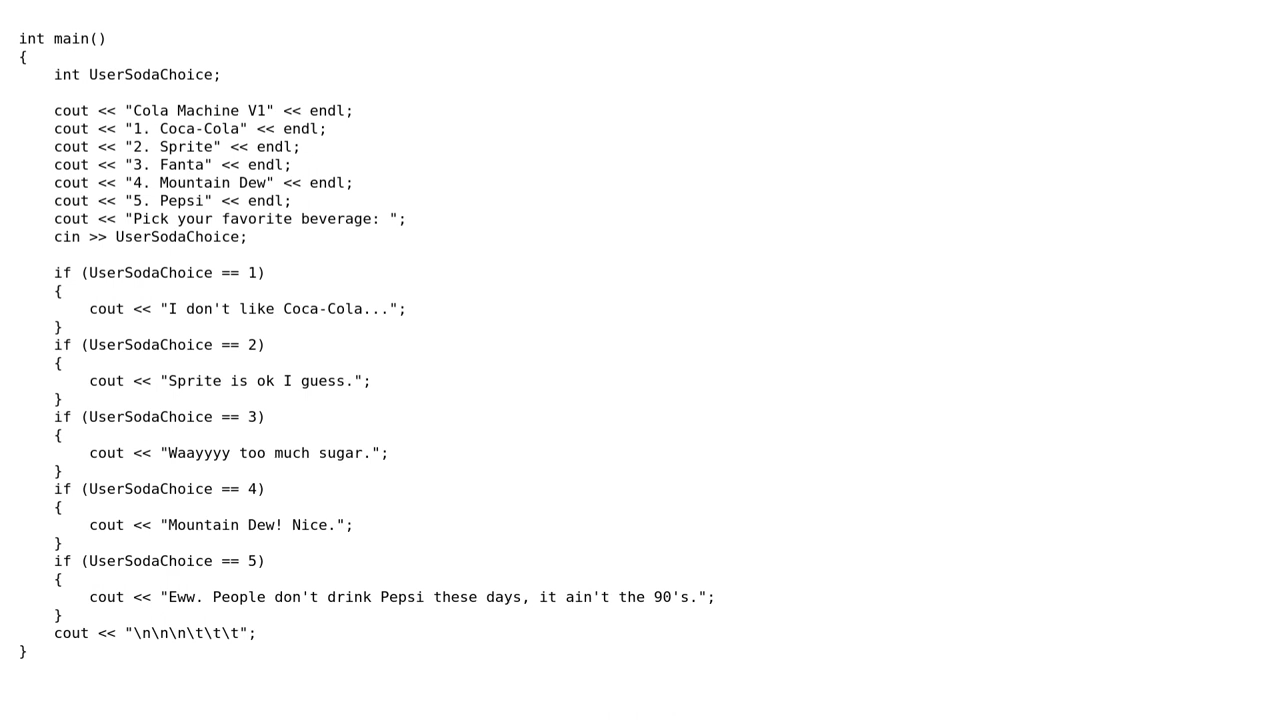 int main()
{
    int UserSodaChoice;

    cout << "Cola Machine V1" << endl;
    cout << "1. Coca-Cola" << endl;
    cout << "2. Sprite" << endl;
    cout << "3. Fanta" << endl;
    cout << "4. Mountain Dew" << endl;
    cout << "5. Pepsi" << endl;
    cout << "Pick your favorite beverage: ";
    cin >> UserSodaChoice;

    if (UserSodaChoice == 1)
    {
        cout << "I don't like Coca-Cola...";
    }
    if (UserSodaChoice == 2)
    {
        cout << "Sprite is ok I guess.";
    }
    if (UserSodaChoice == 3)
    {
        cout << "Waayyyy too much sugar.";
    }
    if (UserSodaChoice == 4)
    {
        cout << "Mountain Dew! Nice.";
    }
    if (UserSodaChoice == 5)
    {
        cout << "Eww. People don't drink Pepsi these days, it ain't the 90's.";
    }
    cout << "\n\n\n\t\t\t";
}